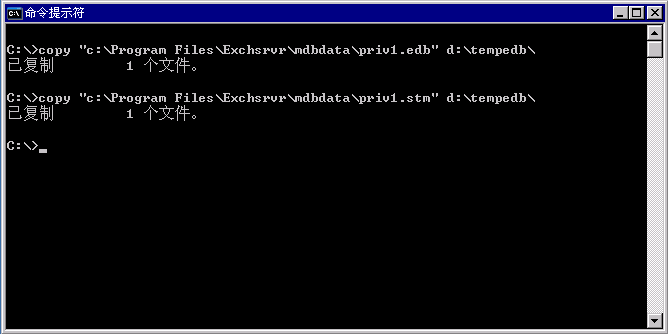 命令提示符
C:\>copy "c:\Program Files\Exchsrvr\mdbdata\priv1.edb" d:\tempedb\
已复制         1 个文件。
C:\>copy "c:\Program Files\Exchsrvr\mdbdata\priv1.stm" d:\tempedb\
已复制         1 个文件。
C:\>